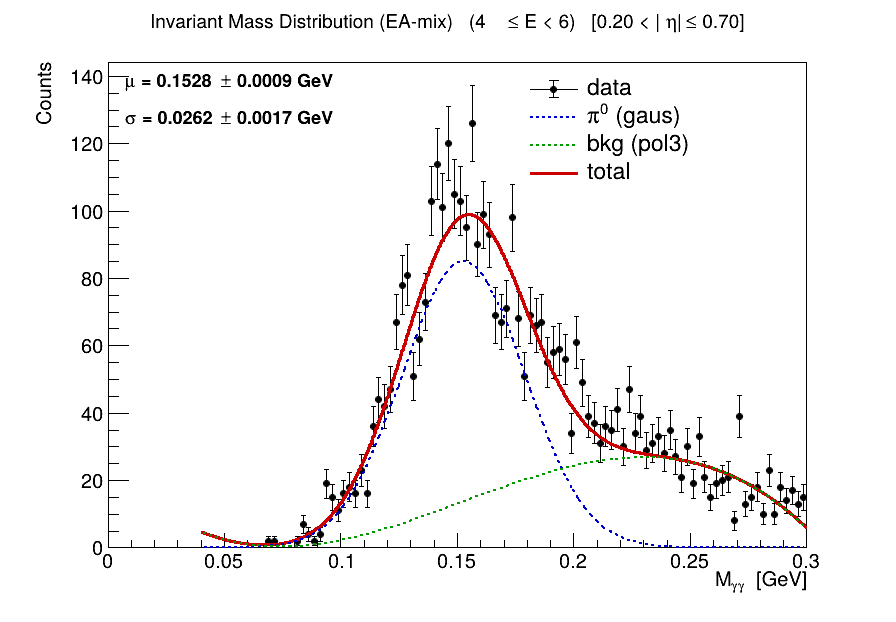 Invariant Mass Distribution (EA-mix) (4 ≤ E < 6) [0.20 < | η| ≤ 0.70]
Counts
μ = 0.1528 ± 0.0009 GeV
σ = 0.0262 ± 0.0017 GeV
data
π⁰ (gaus)
bkg (pol3)
total
140
120
100
80
60
40
20
0
0 0.05 0.1 0.15 0.2 0.25 0.3
M_γγ [GeV]